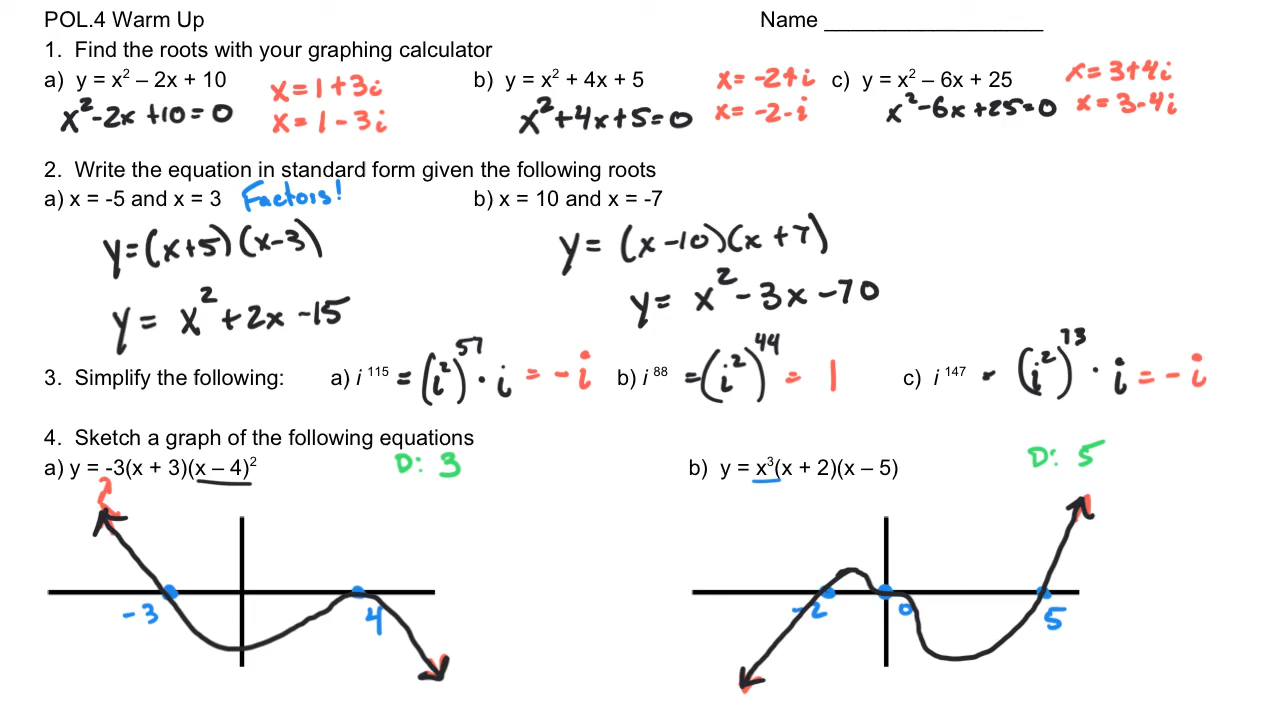 POL.4 Warm Up Name ___________________
1. Find the roots with your graphing calculator
a) y = x² – 2x + 10 x = 1 + 3i b) y = x² + 4x + 5 x = -2 + i c) y = x² – 6x + 25 x = 3 + 4i
x² - 2x + 10 = 0 x = 1 - 3i x² + 4x + 5 = 0 x = -2 - i x² - 6x + 25 = 0 x = 3 - 4i
2. Write the equation in standard form given the following roots
a) x = -5 and x = 3 Factors! b) x = 10 and x = -7
y = (x + 5)(x - 3) y = (x - 10)(x + 7)
y = x² + 2x - 15 y = x² - 3x - 70
3. Simplify the following: a) i ¹¹⁵ = (i²)⁵⁷ · i = - i b) i ⁸⁸ = (i²)⁴⁴ = 1 c) i ¹⁴⁷ = (i²)⁷³ · i = - i
4. Sketch a graph of the following equations
a) y = -3(x + 3)(x – 4)² D: 3 b) y = x³(x + 2)(x – 5) D: 5
-3 4 -2 0 5